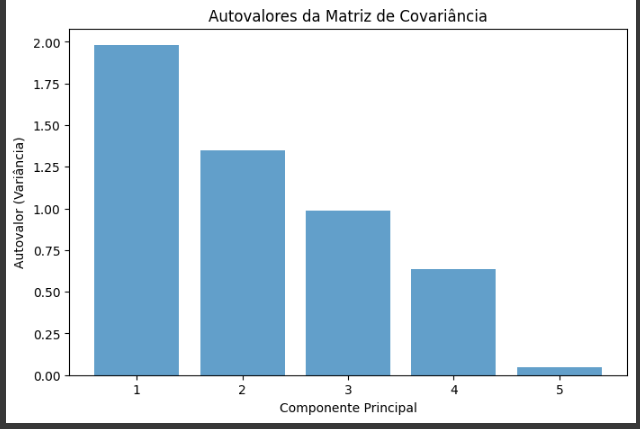 Autovalores da Matriz de Covariância
2.00
1.75
1.50
1.25
1.00
0.75
0.50
0.25
0.00
Autovalor (Variância)
1 2 3 4 5
Componente Principal